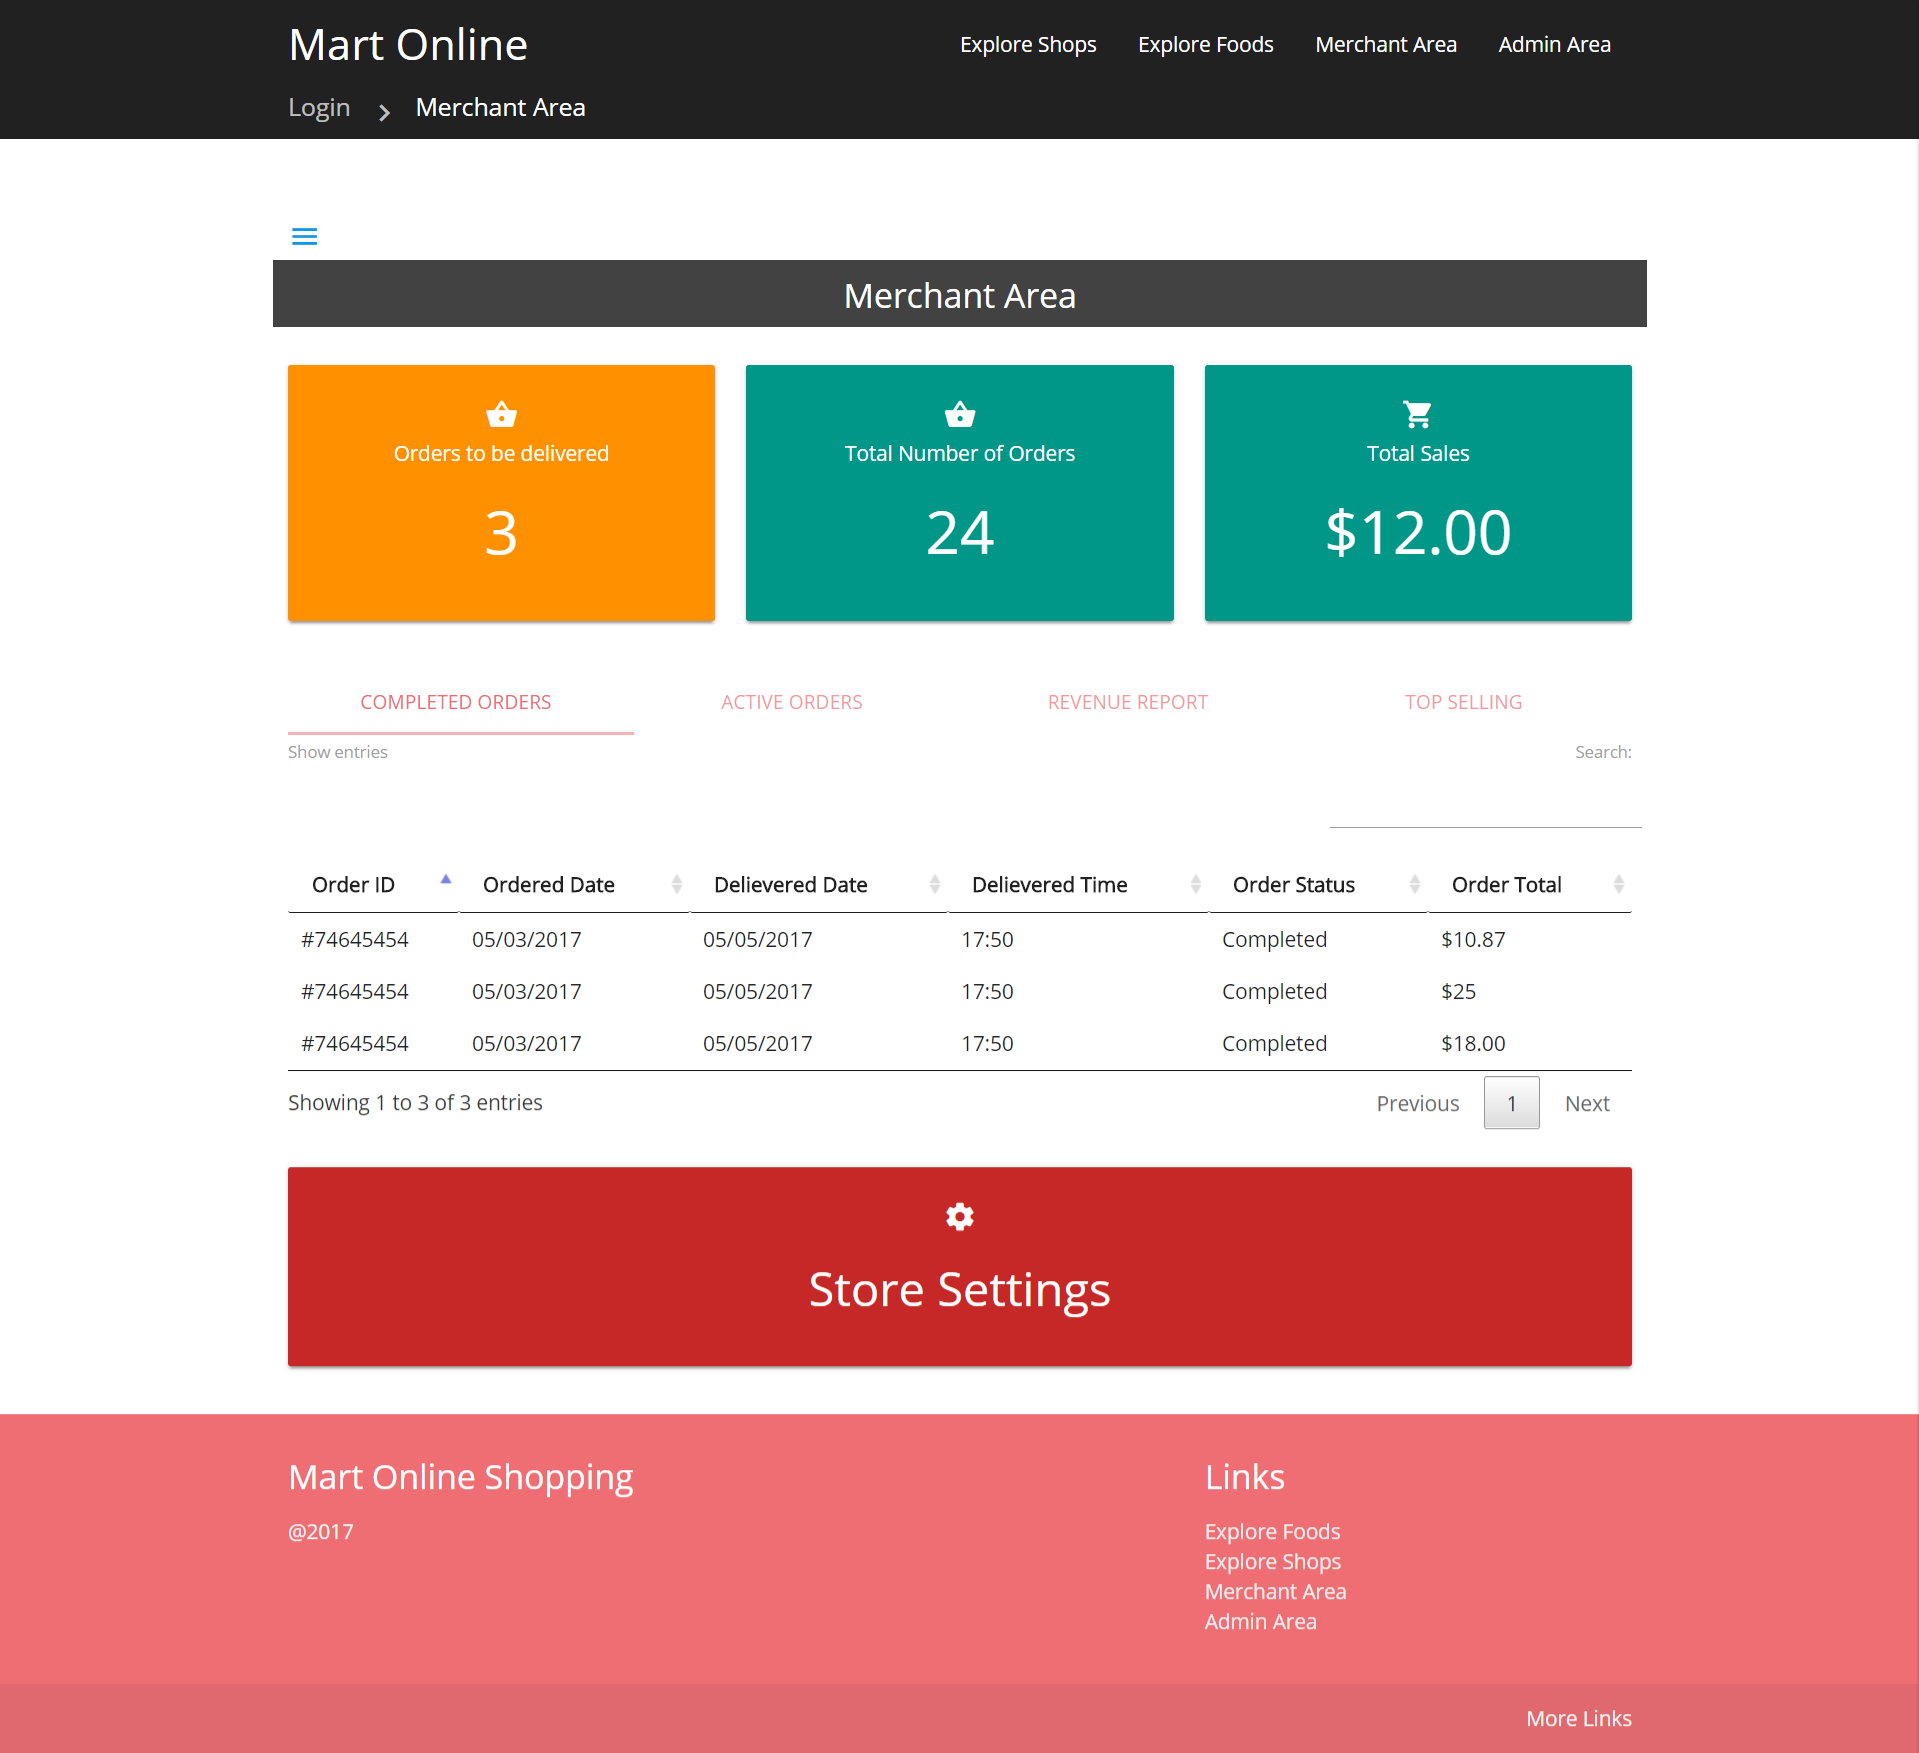 Mart Online
Explore Shops Explore Foods Merchant Area Admin Area
Login Merchant Area
Merchant Area
Orders to be delivered
3
Total Number of Orders
24
Total Sales
$12.00
COMPLETED ORDERS ACTIVE ORDERS REVENUE REPORT TOP SELLING
Show entries Search:
Order ID Ordered Date Delievered Date Delievered Time Order Status Order Total
#74645454 05/03/2017 05/05/2017 17:50 Completed $10.87
#74645454 05/03/2017 05/05/2017 17:50 Completed $25
#74645454 05/03/2017 05/05/2017 17:50 Completed $18.00
Showing 1 to 3 of 3 entries Previous 1 Next
Store Settings
Mart Online Shopping
@2017
Links
Explore Foods
Explore Shops
Merchant Area
Admin Area
More Links